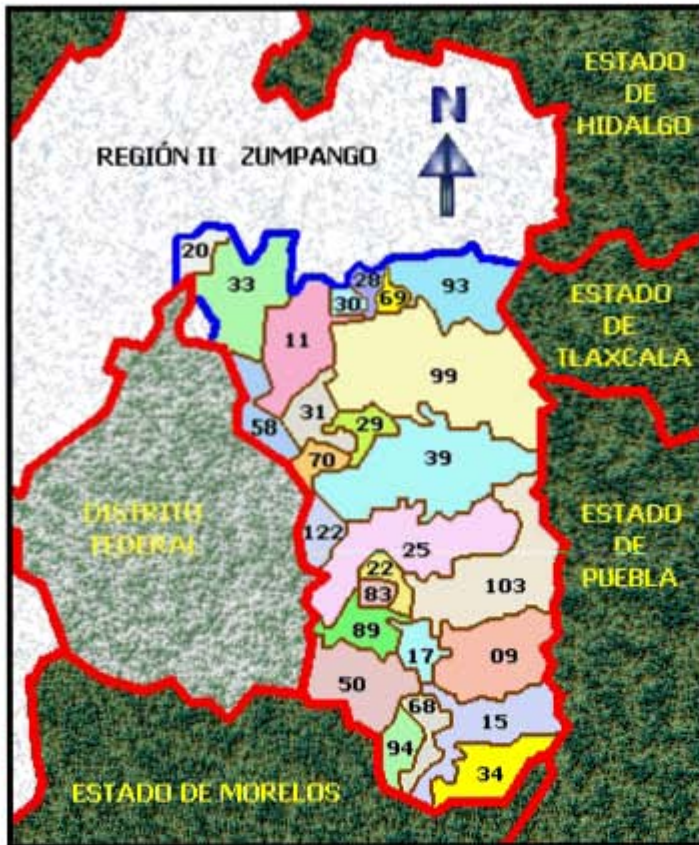 ESTADO
DE
HIDALGO
N
REGIÓN II ZUMPANGO
20
33
28
93
30
69
ESTADO
DE
TLAXCALA
11
99
31
29
58
70
39
DISTRITO
FEDERAL
122
25
ESTADO
DE
PUEBLA
22
103
83
89
17
09
50
68
15
94
34
ESTADO DE MORELOS